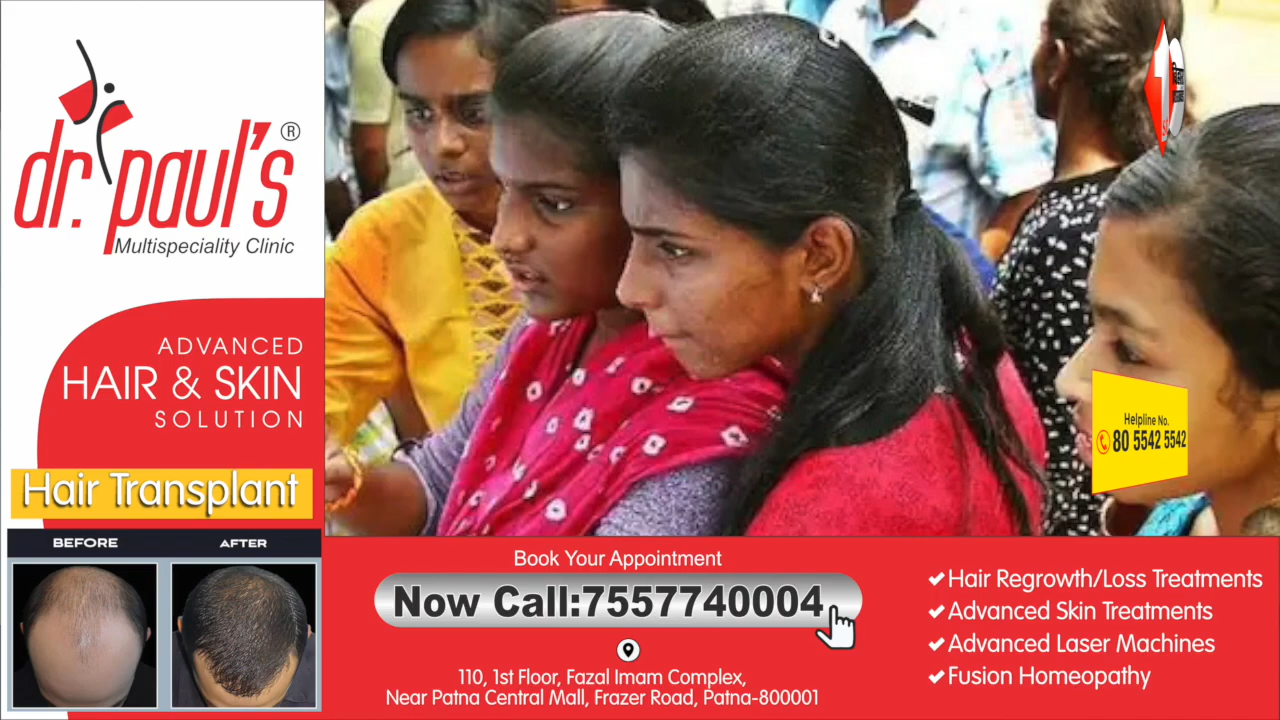 dr. paul's®
Multispeciality Clinic
ADVANCED
HAIR & SKIN
SOLUTION
Hair Transplant
BEFORE
AFTER
Helpline No.
80 5542 5542
Book Your Appointment
Now Call:7557740004
110, 1st Floor, Fazal Imam Complex,
Near Patna Central Mall, Frazer Road, Patna-800001
Hair Regrowth/Loss Treatments
Advanced Skin Treatments
Advanced Laser Machines
Fusion Homeopathy